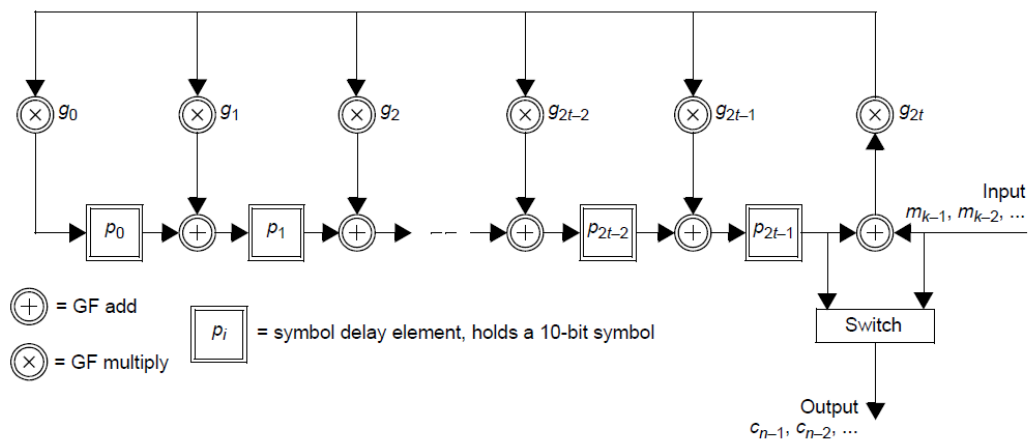 g₀ g₁ g₂ g₂ₜ₋₂ g₂ₜ₋₁ g₂ₜ
Input
mₖ₋₁, mₖ₋₂, ...
p₀ p₁ p₂ₜ₋₂ p₂ₜ₋₁
= GF add
pᵢ = symbol delay element, holds a 10-bit symbol
Switch
= GF multiply
Output
cₙ₋₁, cₙ₋₂, ...